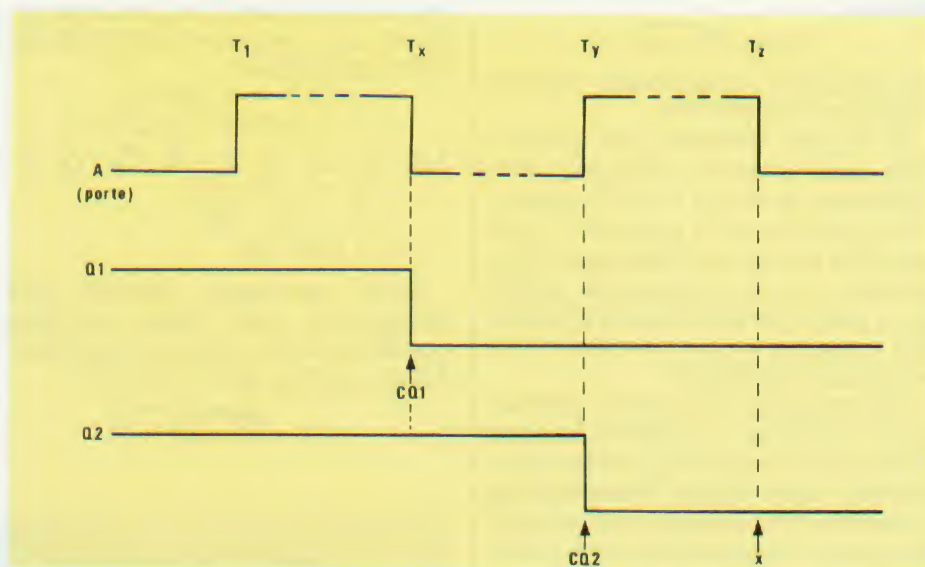 T1 Tx Ty Tz
A
(porte)
Q1
CQ1
Q2
CQ2 x